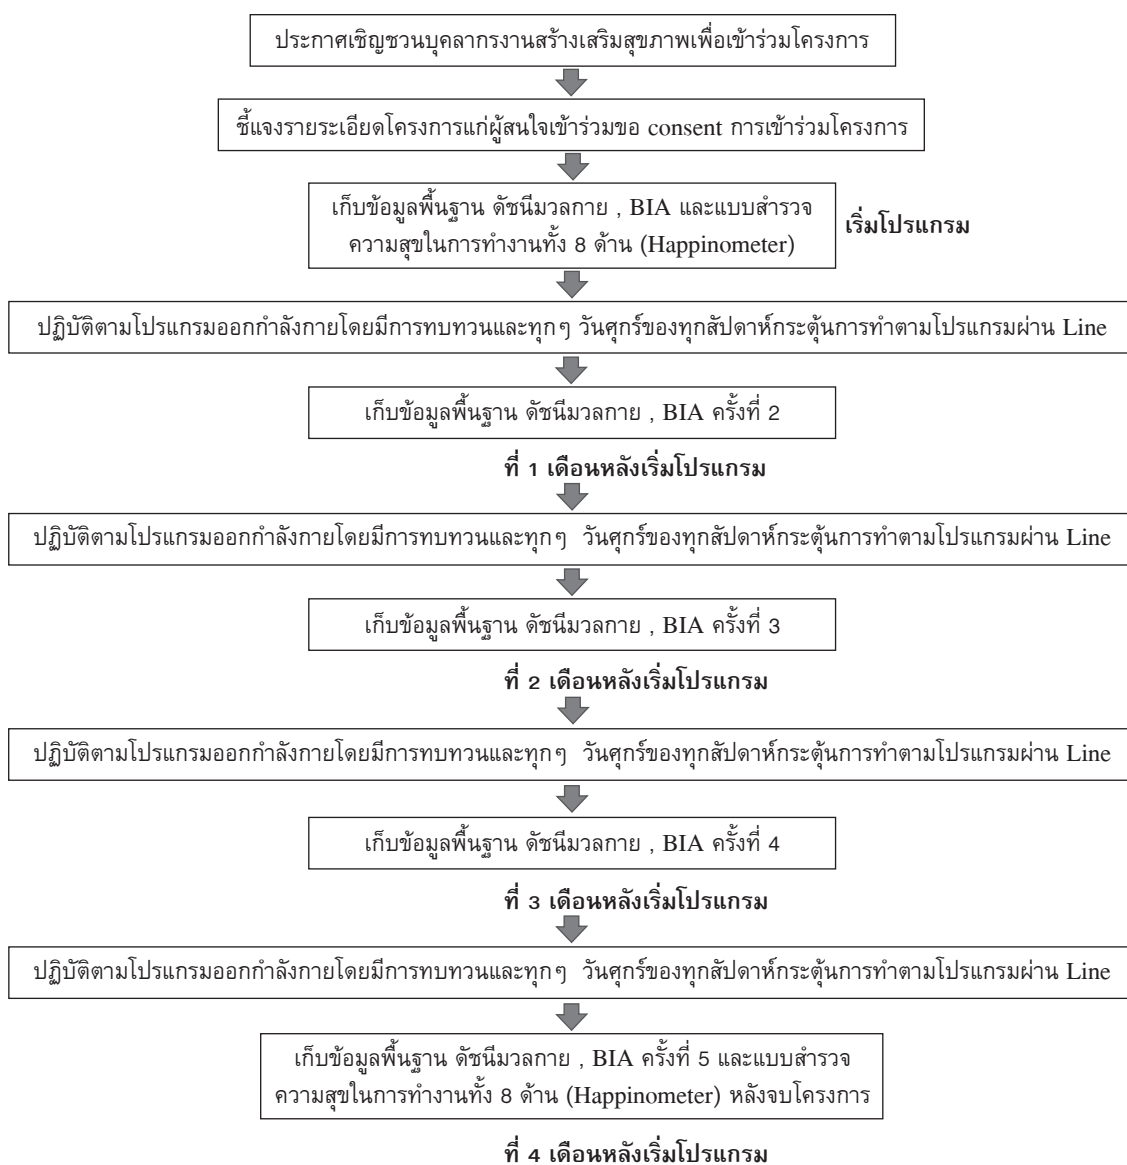 ประกาศเชิญชวนบุคลากรงานสร้างเสริมสุขภาพเพื่อเข้าร่วมโครงการ
ชี้แจงรายระเอียดโครงการแก่ผู้สนใจเข้าร่วมขอ consent การเข้าร่วมโครงการ
เก็บข้อมูลพื้นฐาน ดัชนีมวลกาย , BIA และแบบสำรวจ
ความสุขในการทำงานทั้ง 8 ด้าน (Happinometer)
เริ่มโปรแกรม
ปฏิบัติตามโปรแกรมออกกำลังกายโดยมีการทบทวนและทุกๆ วันศุกร์ของทุกสัปดาห์กระตุ้นการทำตามโปรแกรมผ่าน Line
เก็บข้อมูลพื้นฐาน ดัชนีมวลกาย , BIA ครั้งที่ 2
ที่ 1 เดือนหลังเริ่มโปรแกรม
ปฏิบัติตามโปรแกรมออกกำลังกายโดยมีการทบทวนและทุกๆ วันศุกร์ของทุกสัปดาห์กระตุ้นการทำตามโปรแกรมผ่าน Line
เก็บข้อมูลพื้นฐาน ดัชนีมวลกาย , BIA ครั้งที่ 3
ที่ 2 เดือนหลังเริ่มโปรแกรม
ปฏิบัติตามโปรแกรมออกกำลังกายโดยมีการทบทวนและทุกๆ วันศุกร์ของทุกสัปดาห์กระตุ้นการทำตามโปรแกรมผ่าน Line
เก็บข้อมูลพื้นฐาน ดัชนีมวลกาย , BIA ครั้งที่ 4
ที่ 3 เดือนหลังเริ่มโปรแกรม
ปฏิบัติตามโปรแกรมออกกำลังกายโดยมีการทบทวนและทุกๆ วันศุกร์ของทุกสัปดาห์กระตุ้นการทำตามโปรแกรมผ่าน Line
เก็บข้อมูลพื้นฐาน ดัชนีมวลกาย , BIA ครั้งที่ 5 และแบบสำรวจ
ความสุขในการทำงานทั้ง 8 ด้าน (Happinometer) หลังจบโครงการ
ที่ 4 เดือนหลังเริ่มโปรแกรม